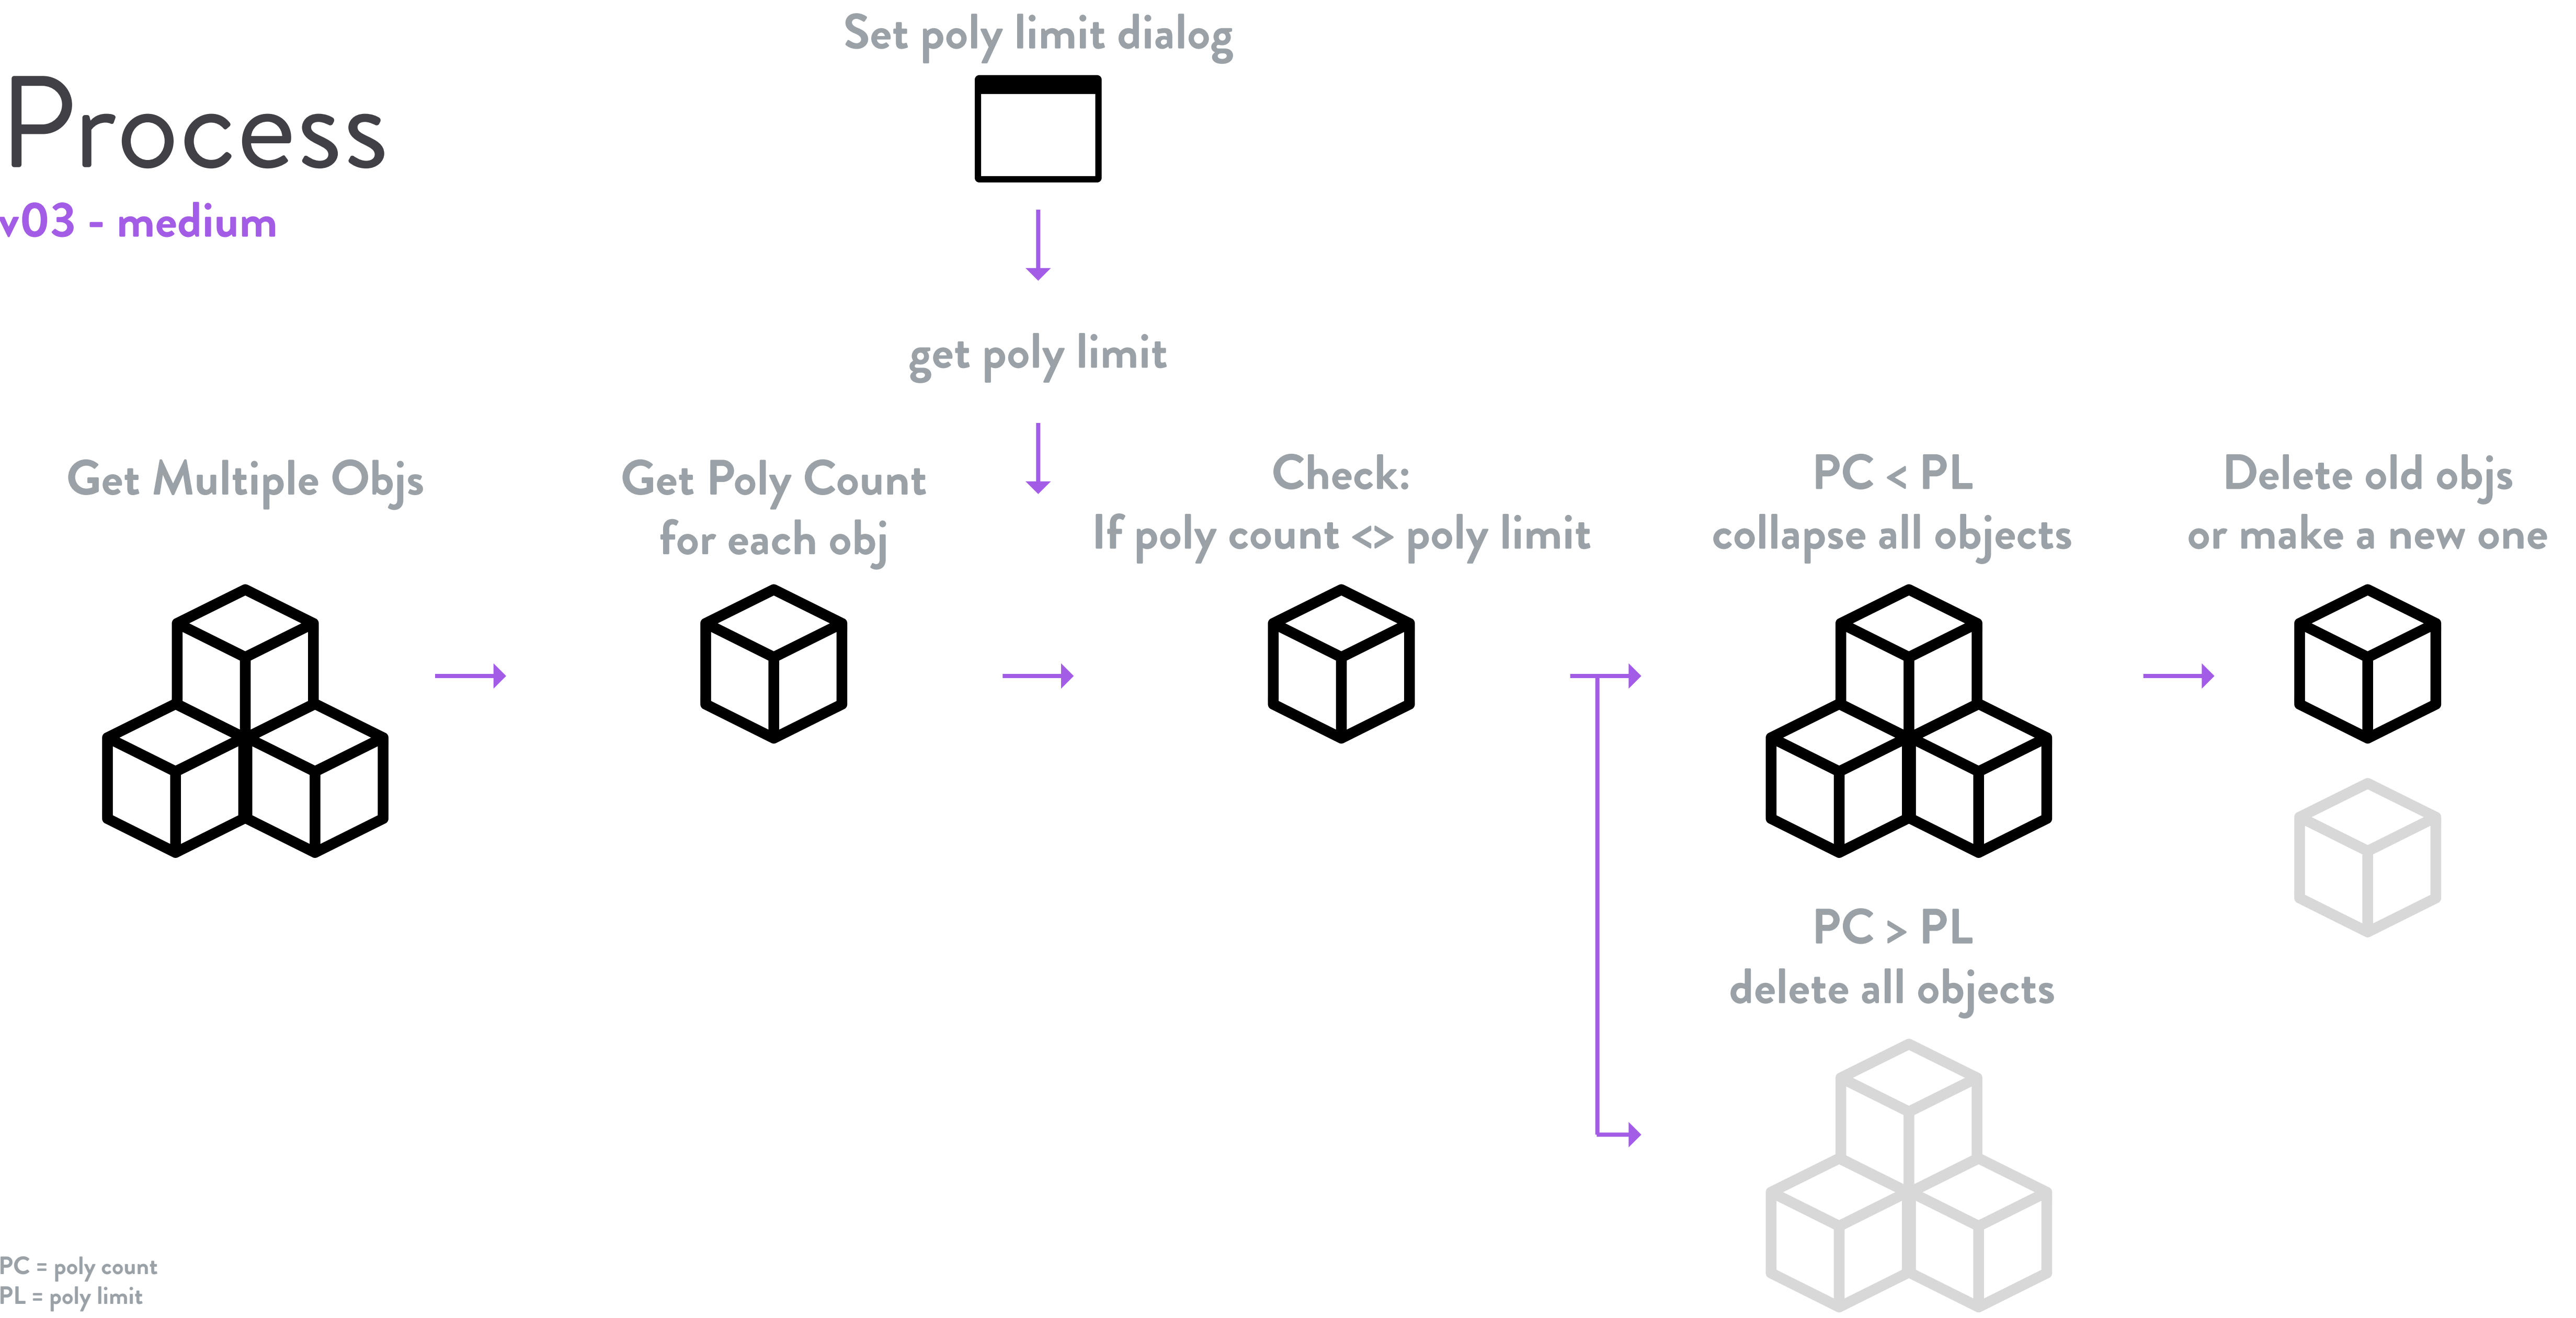 Set poly limit dialog
Process
v03 - medium
get poly limit
Get Multiple Objs
Get Poly Count
for each obj
Check:
If poly count <> poly limit
PC < PL
collapse all objects
Delete old objs
or make a new one
PC > PL
delete all objects
PC = poly count
PL = poly limit